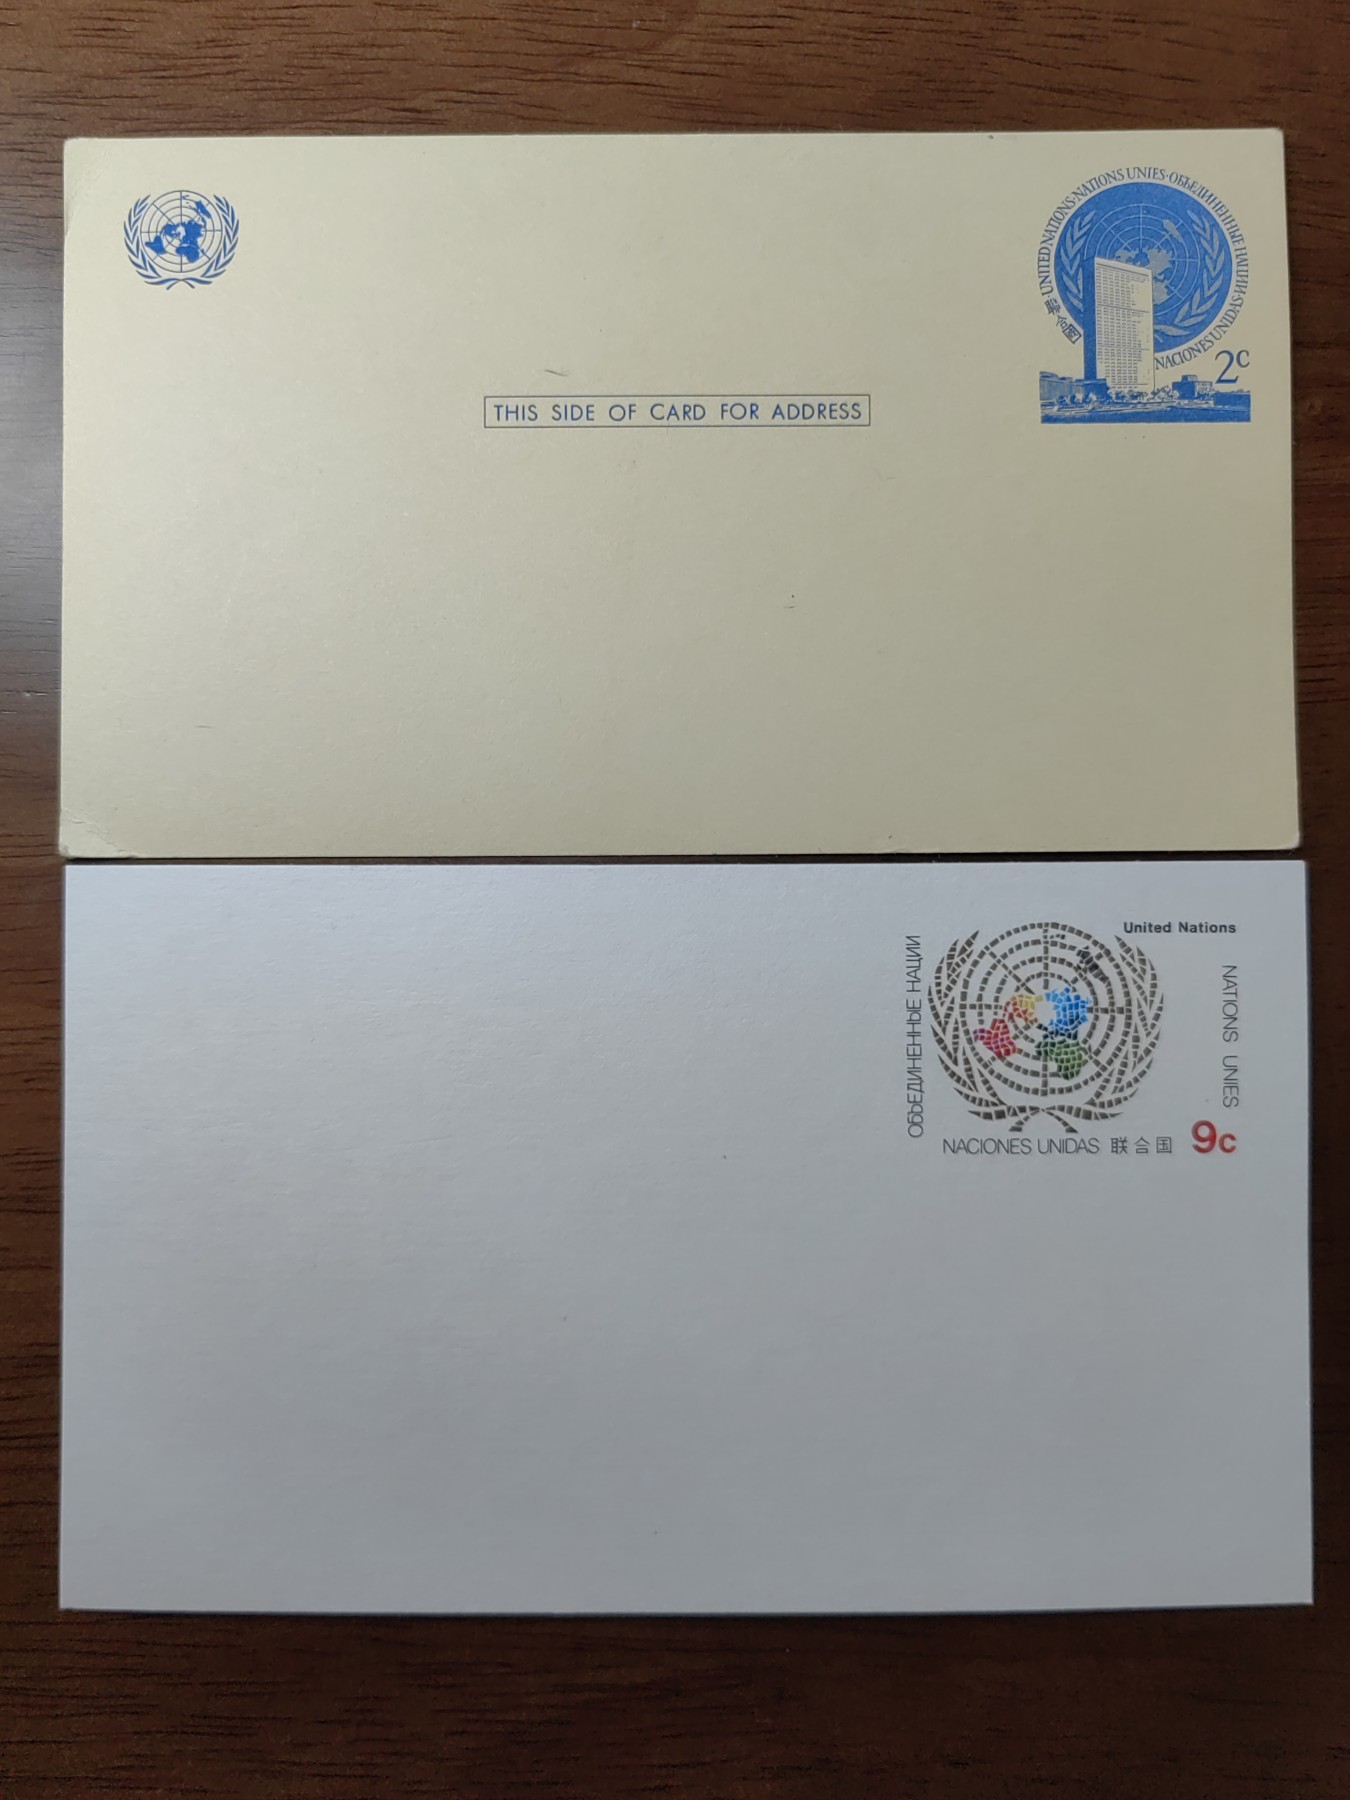 國合聯·UNITED NATIONS·NATIONS UNIES·ОБЪЕДИНЕННЫЕ НАЦИИ·NACIONES UNIDAS
2c
THIS SIDE OF CARD FOR ADDRESS
United Nations
ОБЪЕДИНЕННЫЕ НАЦИИ
NATIONS UNIES
NACIONES UNIDAS 联合国
9c